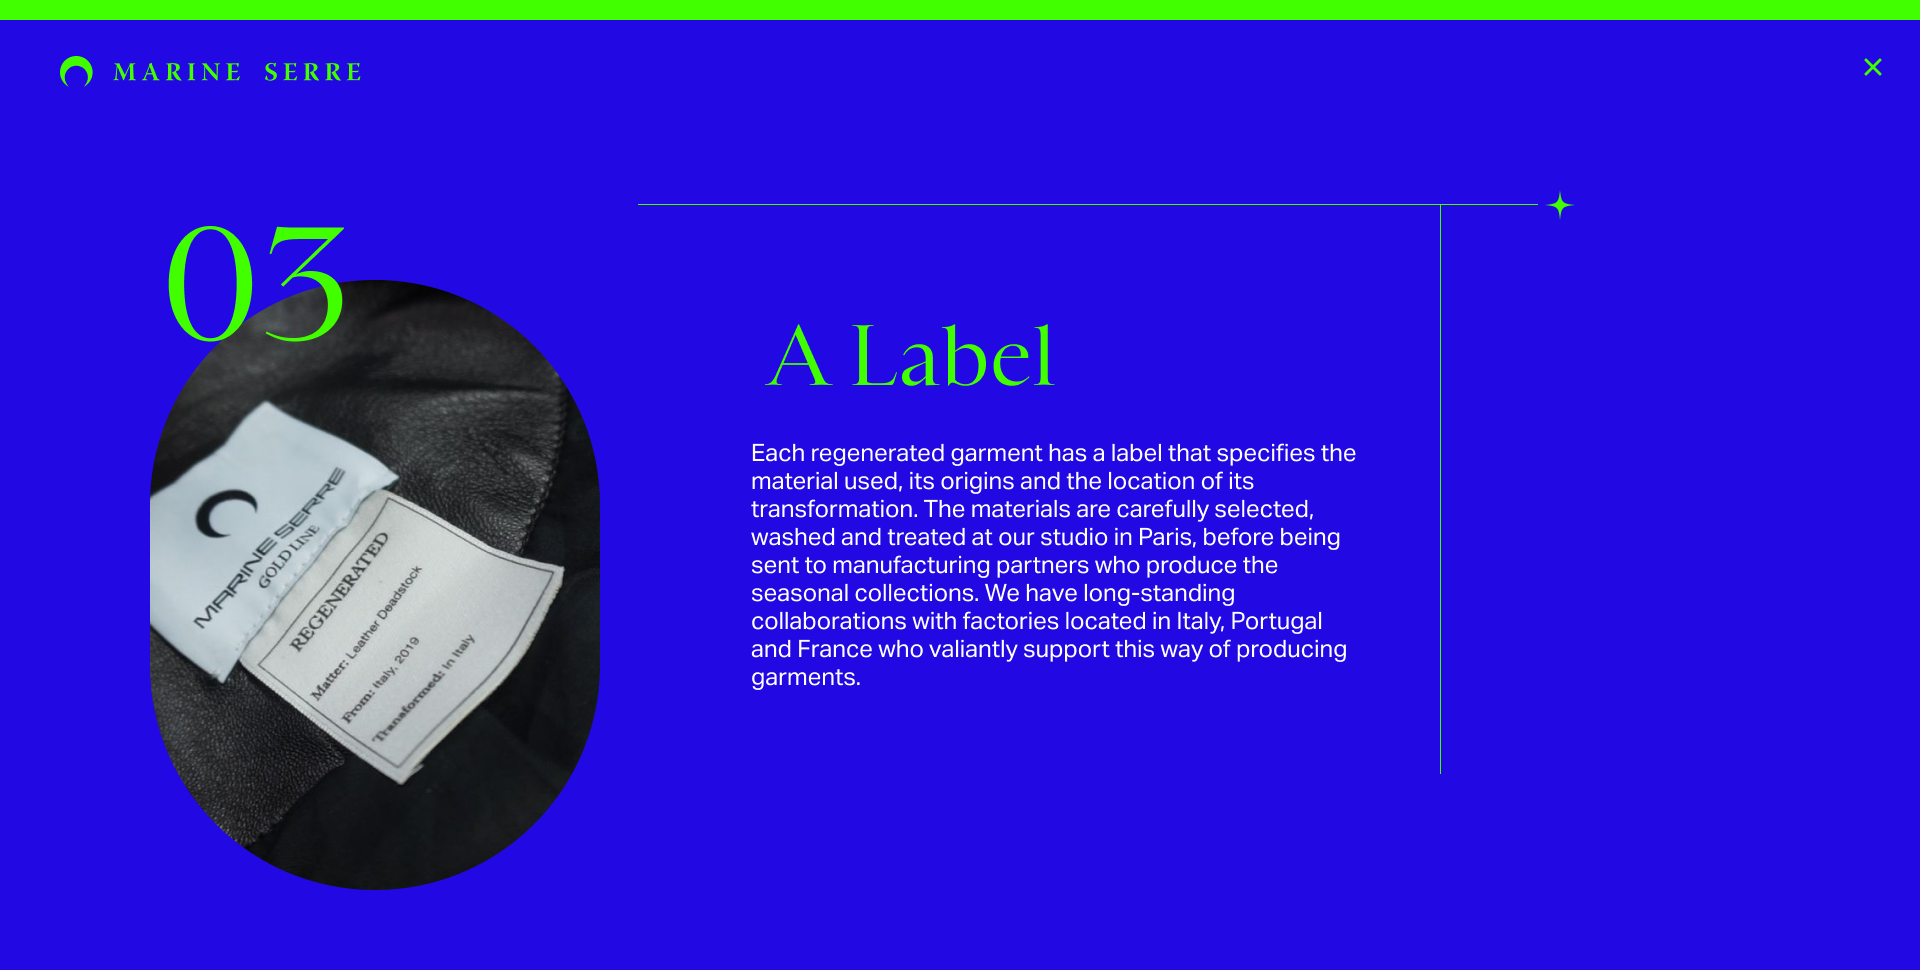 MARINE SERRE
03
A Label
Each regenerated garment has a label that specifies the
material used, its origins and the location of its
transformation. The materials are carefully selected,
washed and treated at our studio in Paris, before being
sent to manufacturing partners who produce the
seasonal collections. We have long-standing
collaborations with factories located in Italy, Portugal
and France who valiantly support this way of producing
garments.
MARINE SERRE
GOLD LINE
REGENERATED
Matter: Leather Deadstock
From: Italy, 2019
Transformed: In Italy